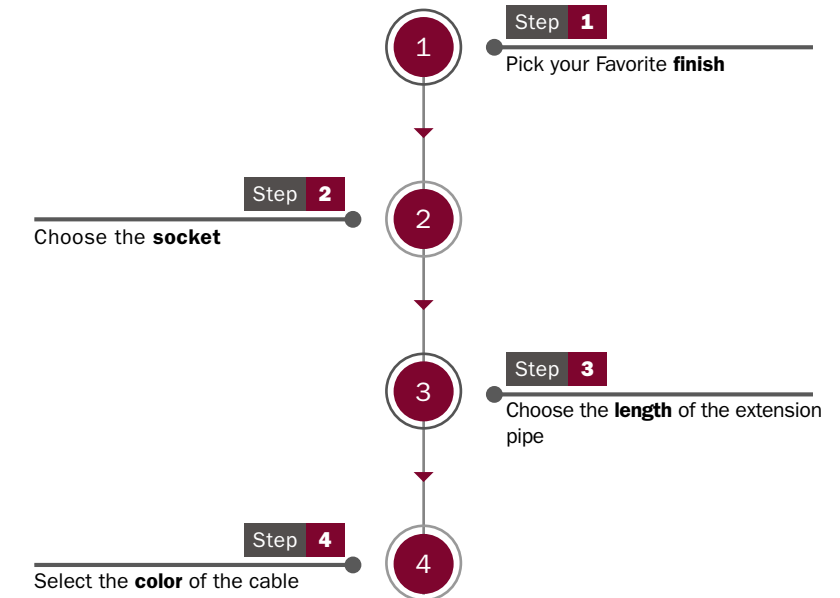 1
Step 1
Pick your Favorite finish
Step 2
2
Choose the socket
3
Step 3
Choose the length of the extension
pipe
Step 4
4
Select the color of the cable